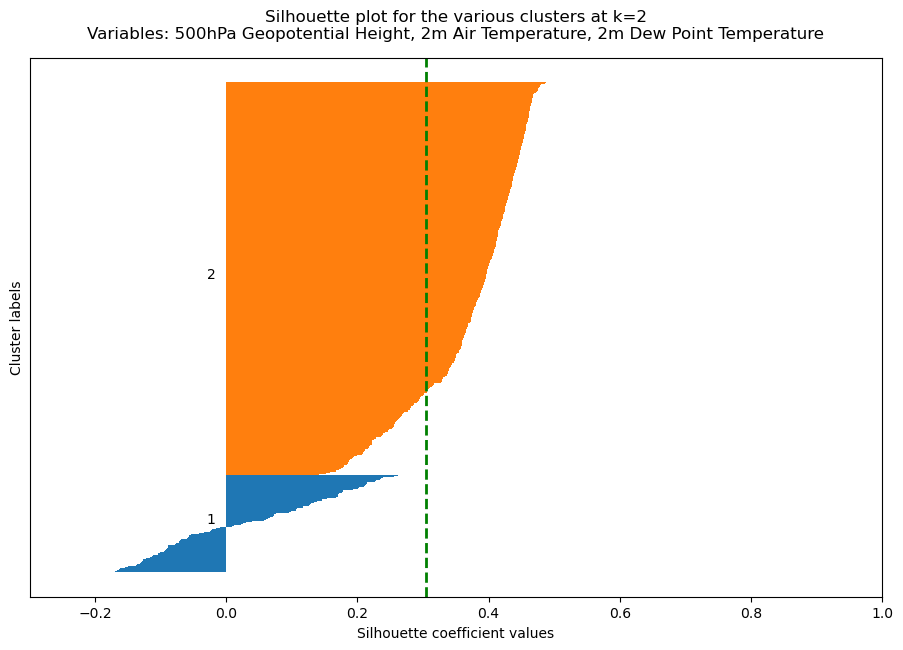 Silhouette plot for the various clusters at k=2
Variables: 500hPa Geopotential Height, 2m Air Temperature, 2m Dew Point Temperature
Cluster labels
2
1
−0.2 0.0 0.2 0.4 0.6 0.8 1.0
Silhouette coefficient values